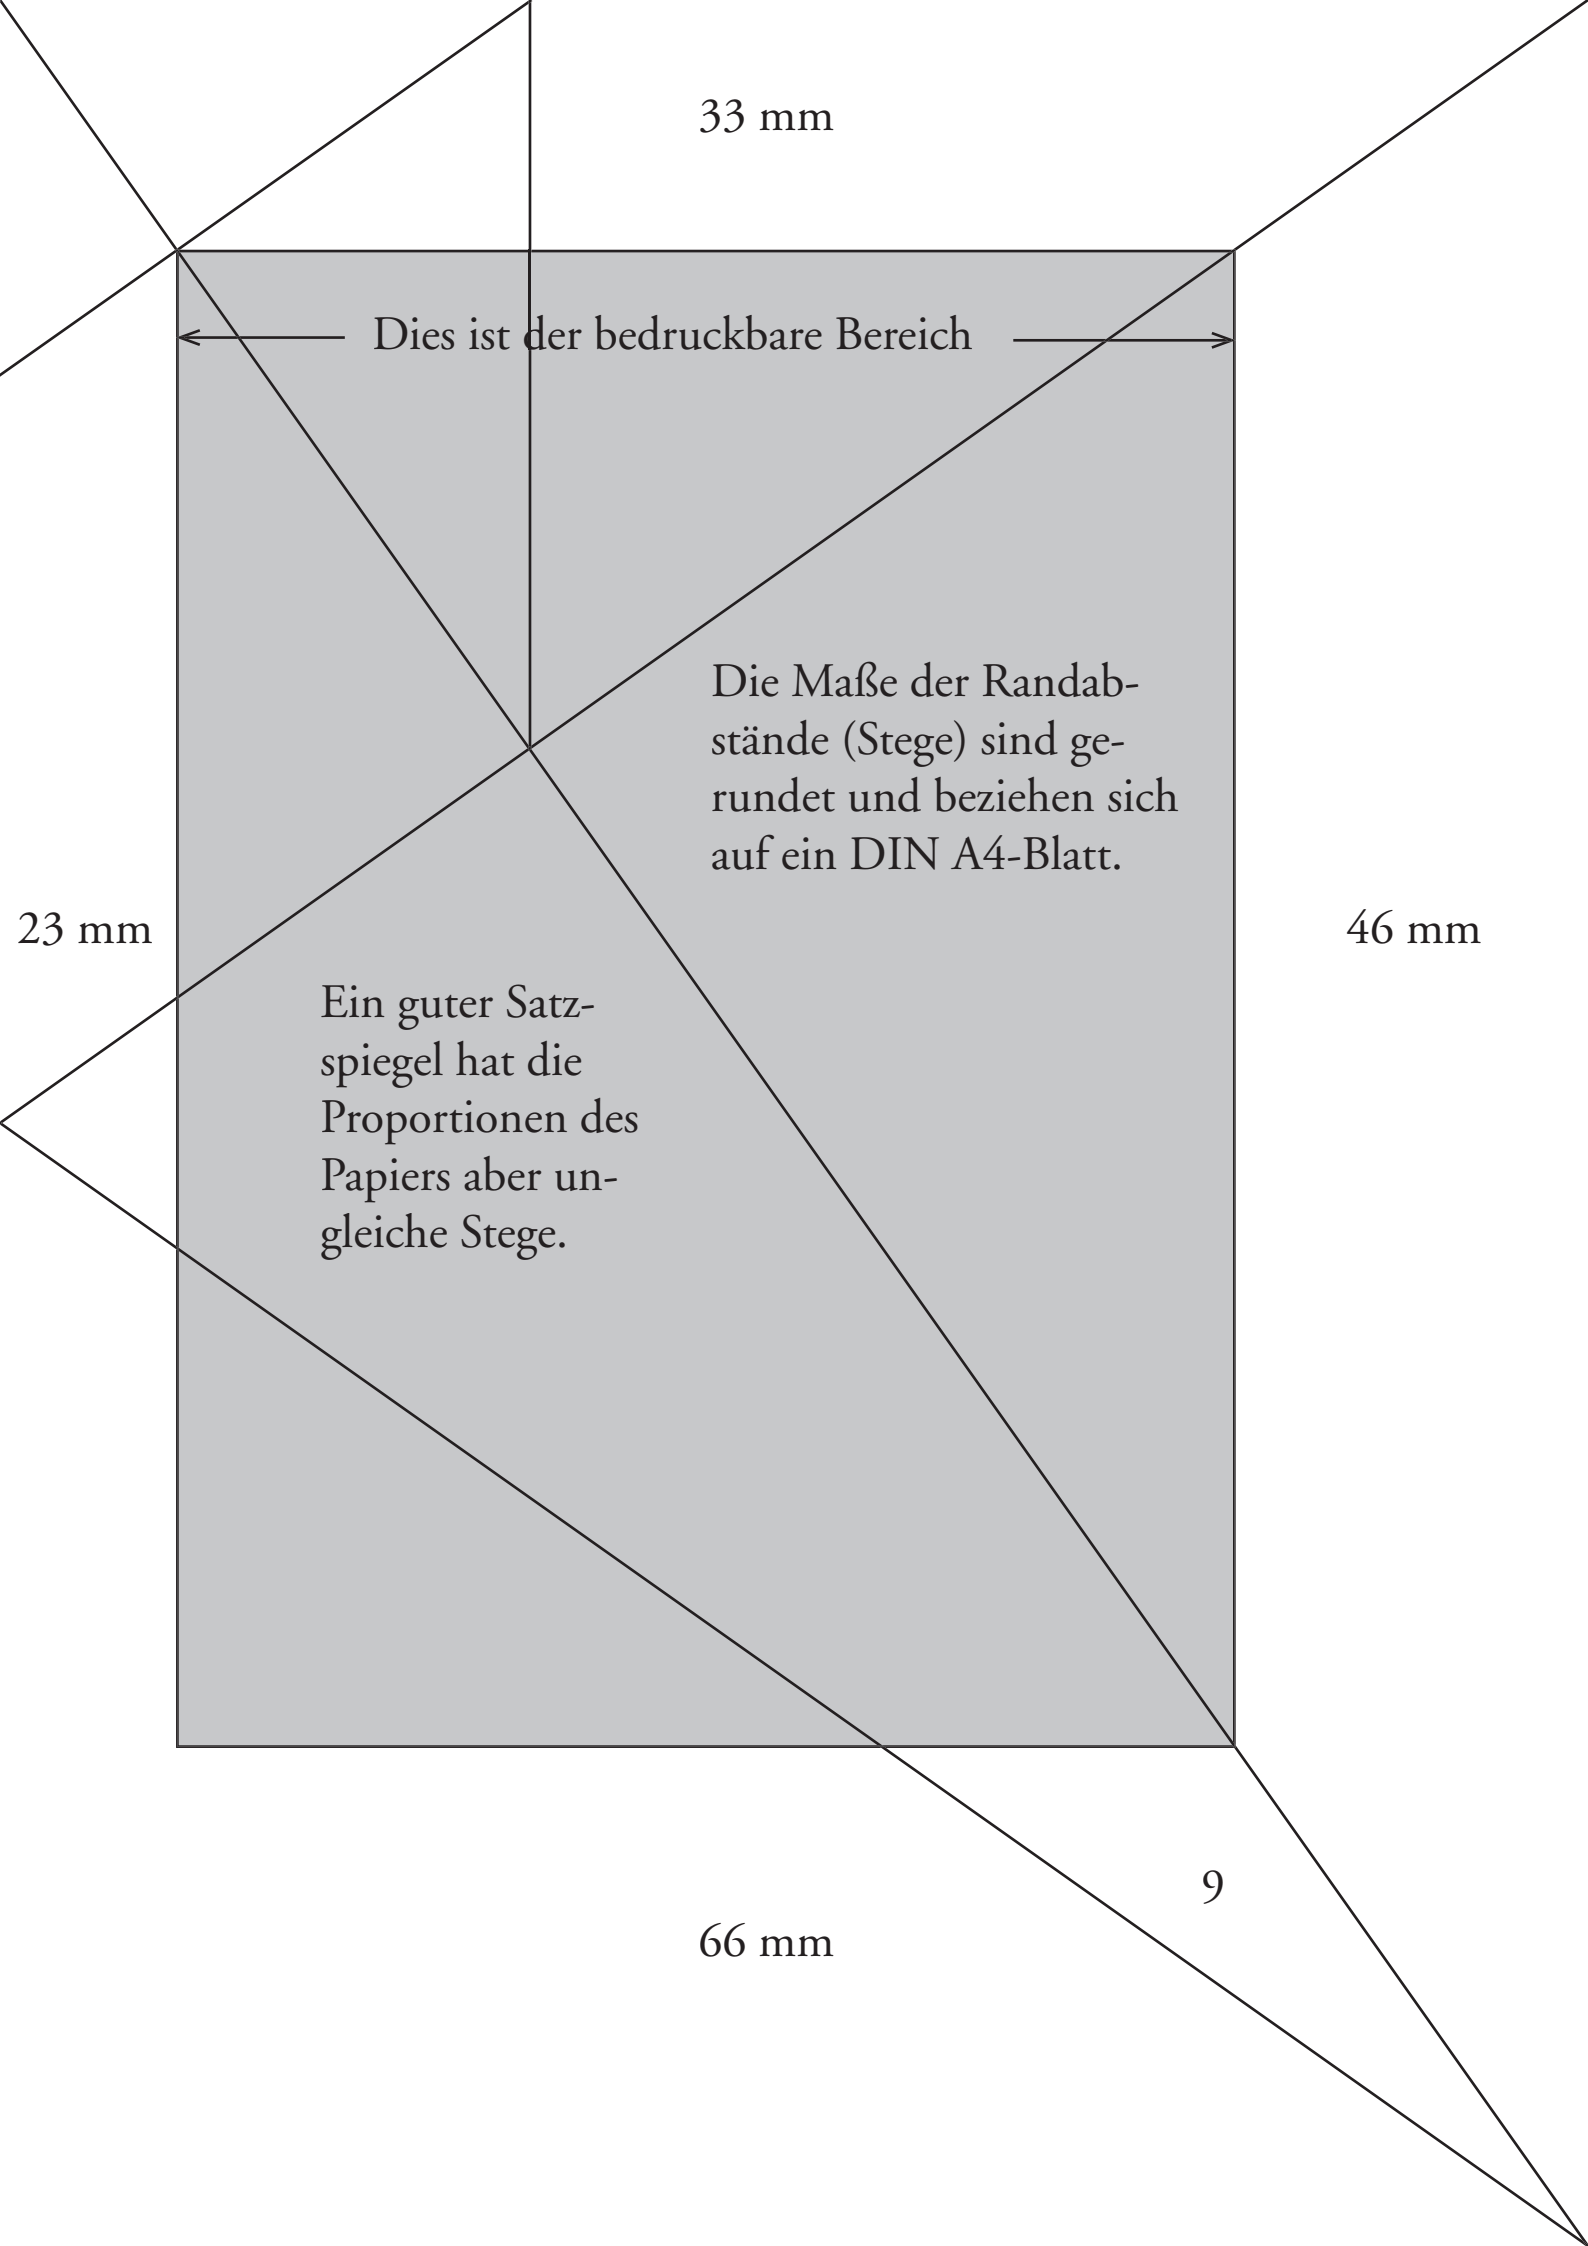 33 mm
Dies ist der bedruckbare Bereich
Die Maße der Randab-
stände (Stege) sind ge-
rundet und beziehen sich
auf ein DIN A4-Blatt.
23 mm
46 mm
Ein guter Satz-
spiegel hat die
Proportionen des
Papiers aber un-
gleiche Stege.
9
66 mm